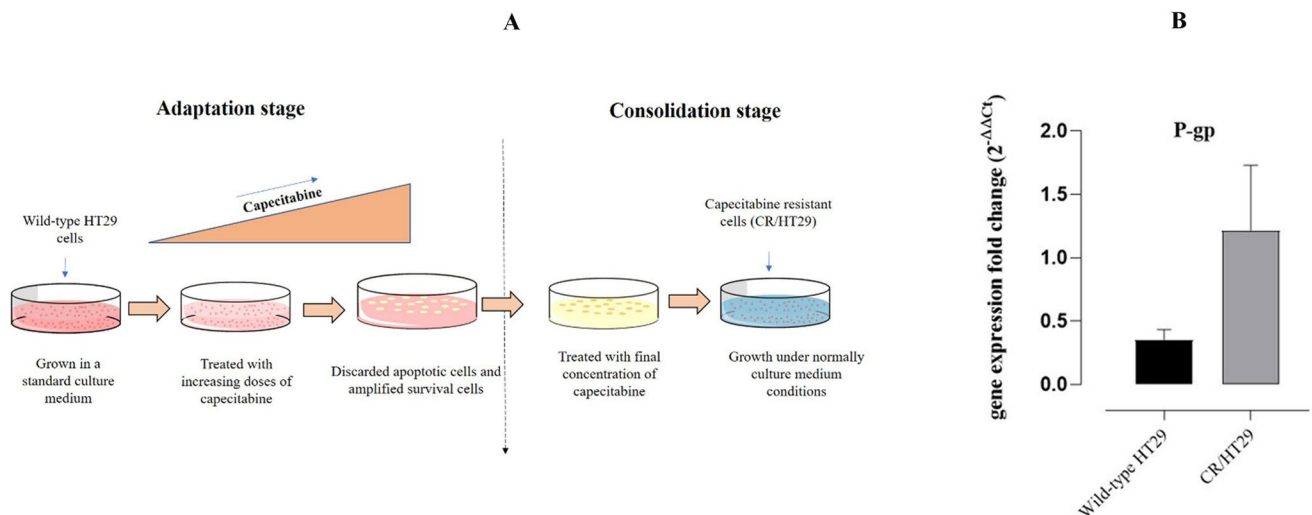 A
Adaptation stage
Consolidation stage
Capecitabine
Wild-type HT29
cells
Capecitabine resistant
cells (CR/HT29)
Grown in a
standard culture
medium
Treated with
increasing doses of
capecitabine
Discarded apoptotic cells and
amplified survival cells
Treated with final
concentration of
capecitabine
Growth under normally
culture medium
conditions
B
P-gp
gene expression fold change (2^-ΔΔCt)
2.0
1.5
1.0
0.5
0.0
Wild-type HT29
CR/HT29